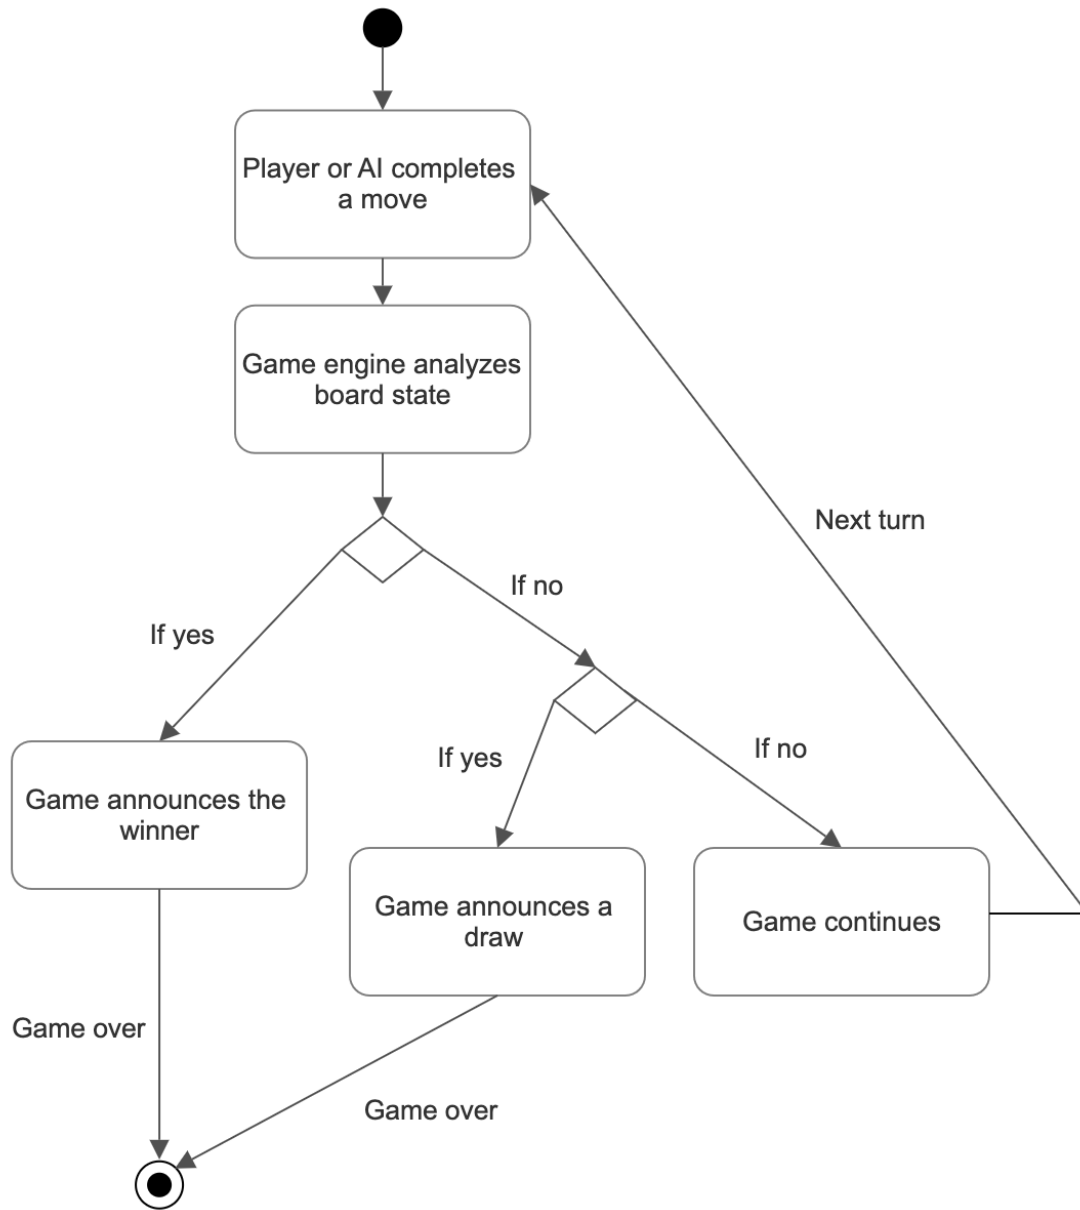 Player or AI completes
a move
Game engine analyzes
board state
Next turn
If no
If yes
If no
If yes
Game announces the
winner
Game announces a
draw
Game continues
Game over
Game over